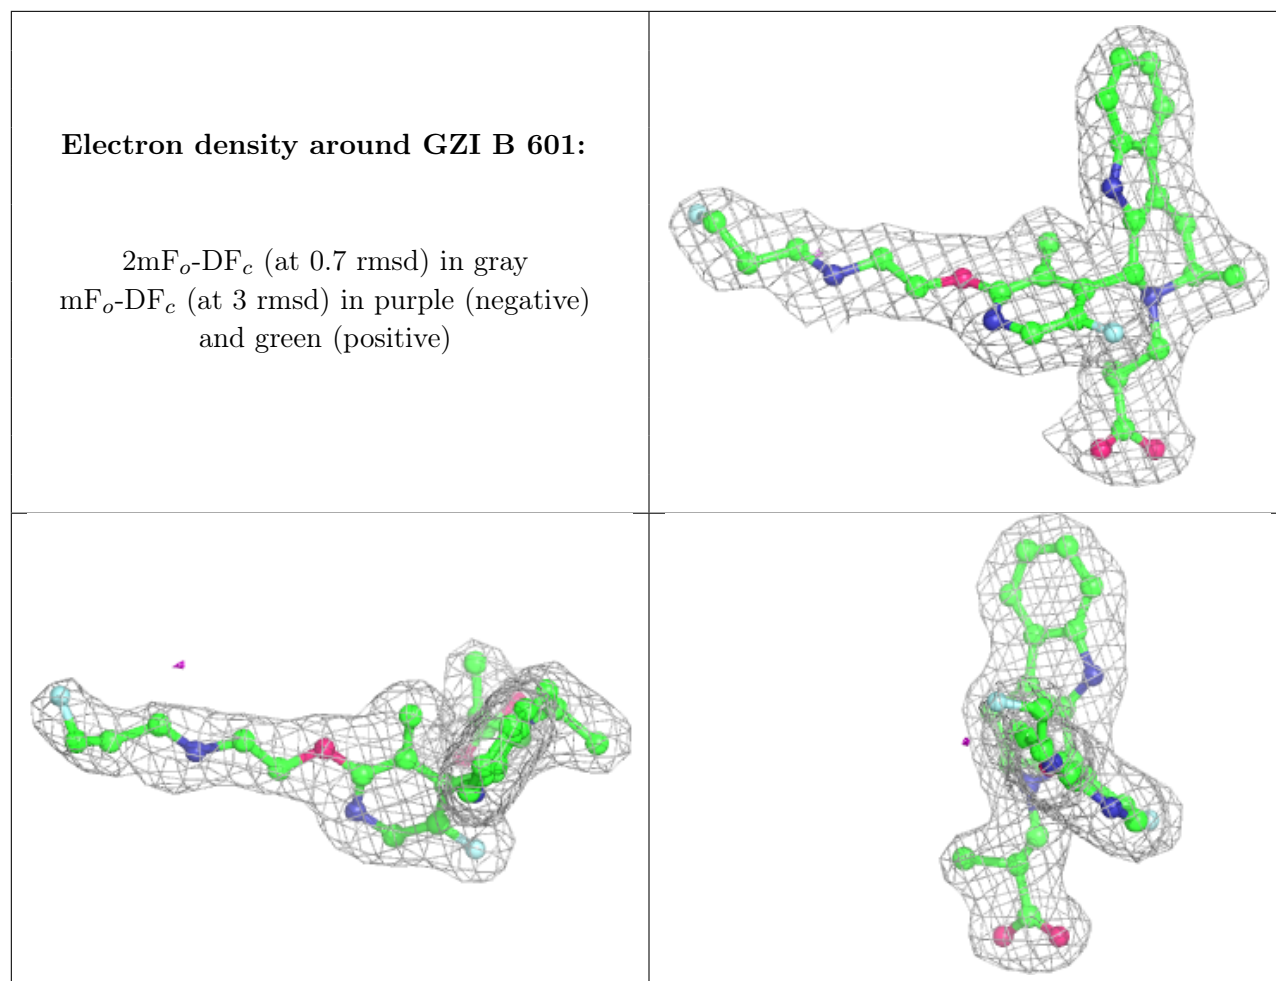 Electron density around GZI B 601:
2mFₒ-DF𝒸 (at 0.7 rmsd) in gray
mFₒ-DF𝒸 (at 3 rmsd) in purple (negative)
and green (positive)